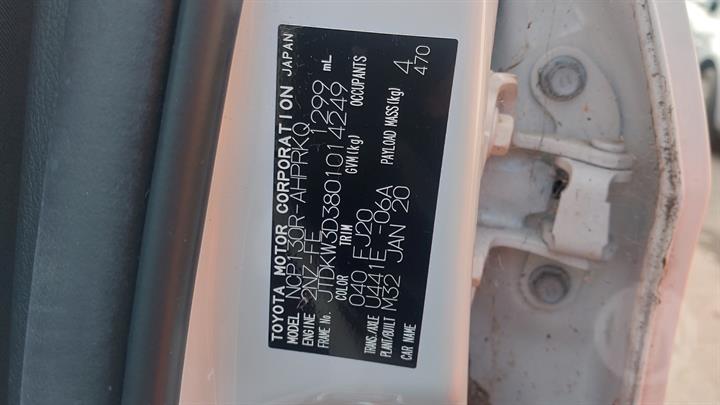 TOYOTA MOTOR CORPORATION JAPAN
MODEL NCP130R-AHPRKQ
ENGINE 2NZ-FE 1299 mL
FRAME No. JTDKW3D3801014249
COLOR TRIM GVM(kg) OCCUPANTS
040 FJ20 4
TRANS./AXLE U441E -06A PAYLOAD MASS(kg) 470
PLANT/BUILT M32 JAN 20
CAR NAME